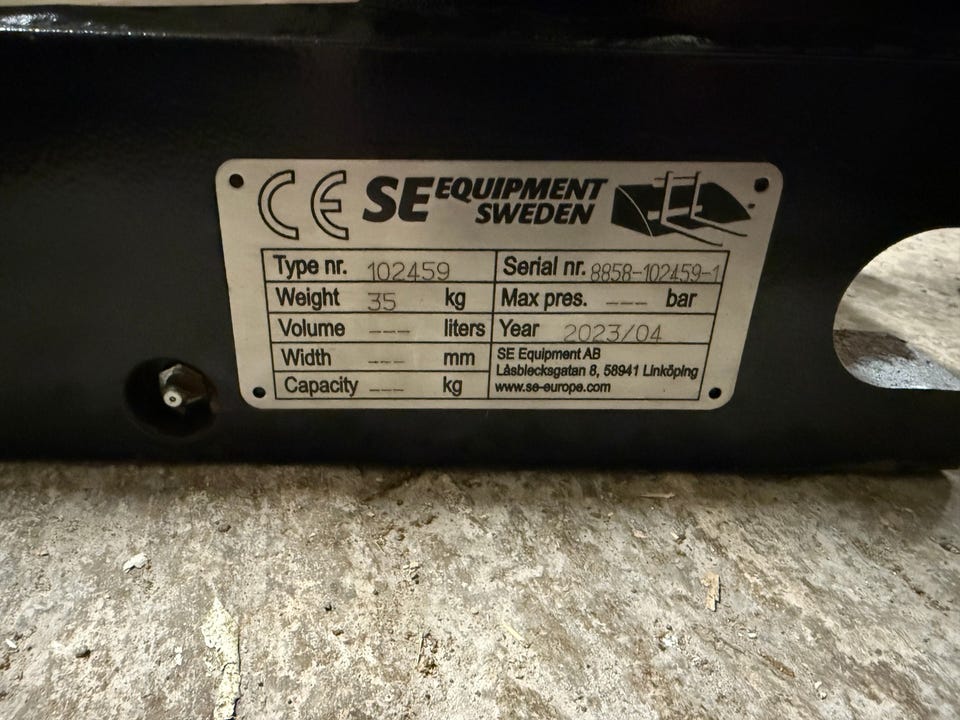 CE SE EQUIPMENT SWEDEN
Type nr. 102459 Serial nr. 8858-102459-1
Weight 35 kg Max pres. --- bar
Volume --- liters Year 2023/04
Width --- mm SE Equipment AB
Låsblecksgatan 8, 58941 Linköping
Capacity --- kg www.se-europe.com